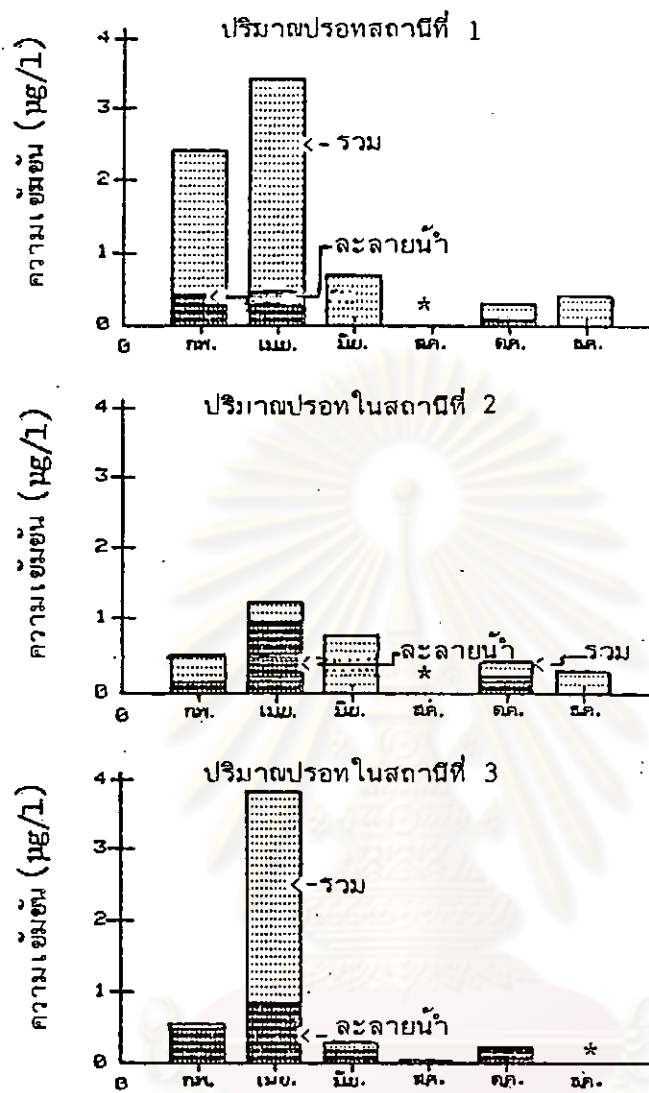 ปริมาณปรอทสถานีที่ 1
ความเข้มข้น (µg/l)
4
3
2
1
0
รวม
ละลายน้ำ
*
0 กพ. เมย. มิย. สค. ตค. ธค.
ปริมาณปรอทในสถานีที่ 2
ความเข้มข้น (µg/l)
4
3
2
1
0
ละลายน้ำ
รวม
*
0 กพ. เมย. มิย. สค. ตค. ธค.
ปริมาณปรอทในสถานีที่ 3
ความเข้มข้น (µg/l)
4
3
2
1
0
รวม
ละลายน้ำ
*
0 กพ. เมย. มิย. สค. ตค. ธค.